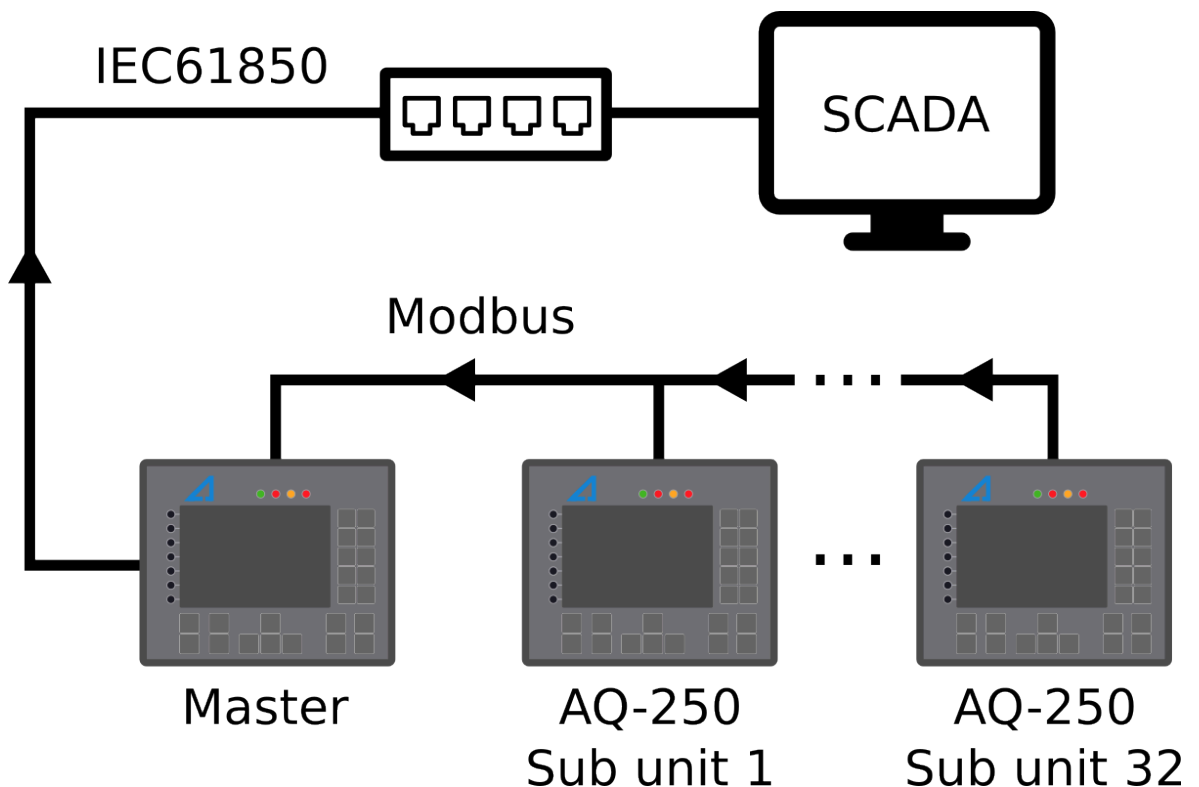 IEC61850
SCADA
Modbus
Master
AQ-250
Sub unit 1
AQ-250
Sub unit 32